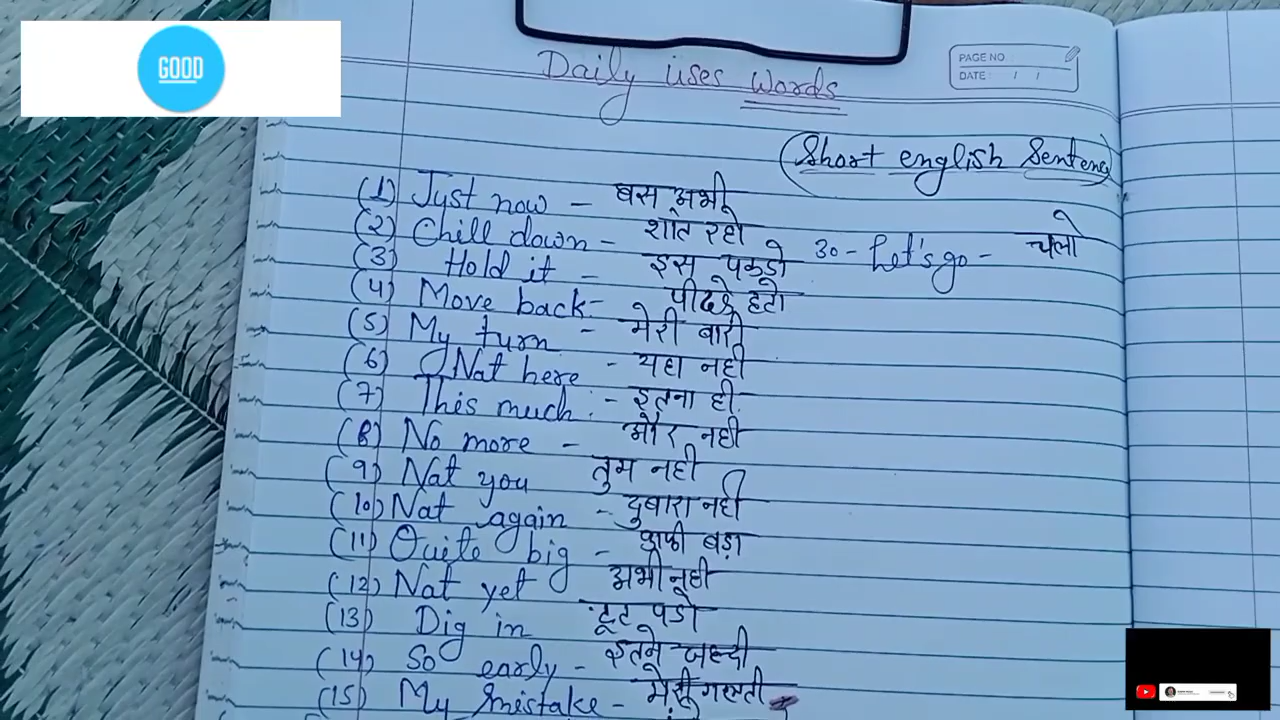 GOOD
Daily uses words
PAGE NO
DATE : / /
(Short english Sentenc)
(1) Just now – बस अभी
(2) Chill down – शांत रहो
30 - Let's go - चलो
(3) Hold it – इस पकडो
(4) Move back - पीछे हटो
(5) My turn - मेरी बारी
(6) Nat here - यहा नही
(7) This much :- इतना ही.
(8) No more - और नही
(9) Nat you तुम नही
(10) Nat again - दुबारा नही
(11) Quite big - काफी बड़ा
(12) Nat yet अभी नही
(13) Dig in टूट पडो
(14) So early - इतने जल्दी
(15) My mistake - मेरी गलती